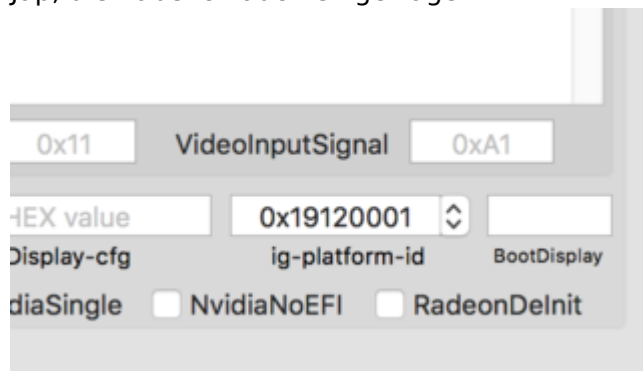 0x11 VideoInputSignal 0xA1
HEX value 0x19120001
Display-cfg ig-platform-id BootDisplay
diaSingle NvidiaNoEFI RadeonDeInit